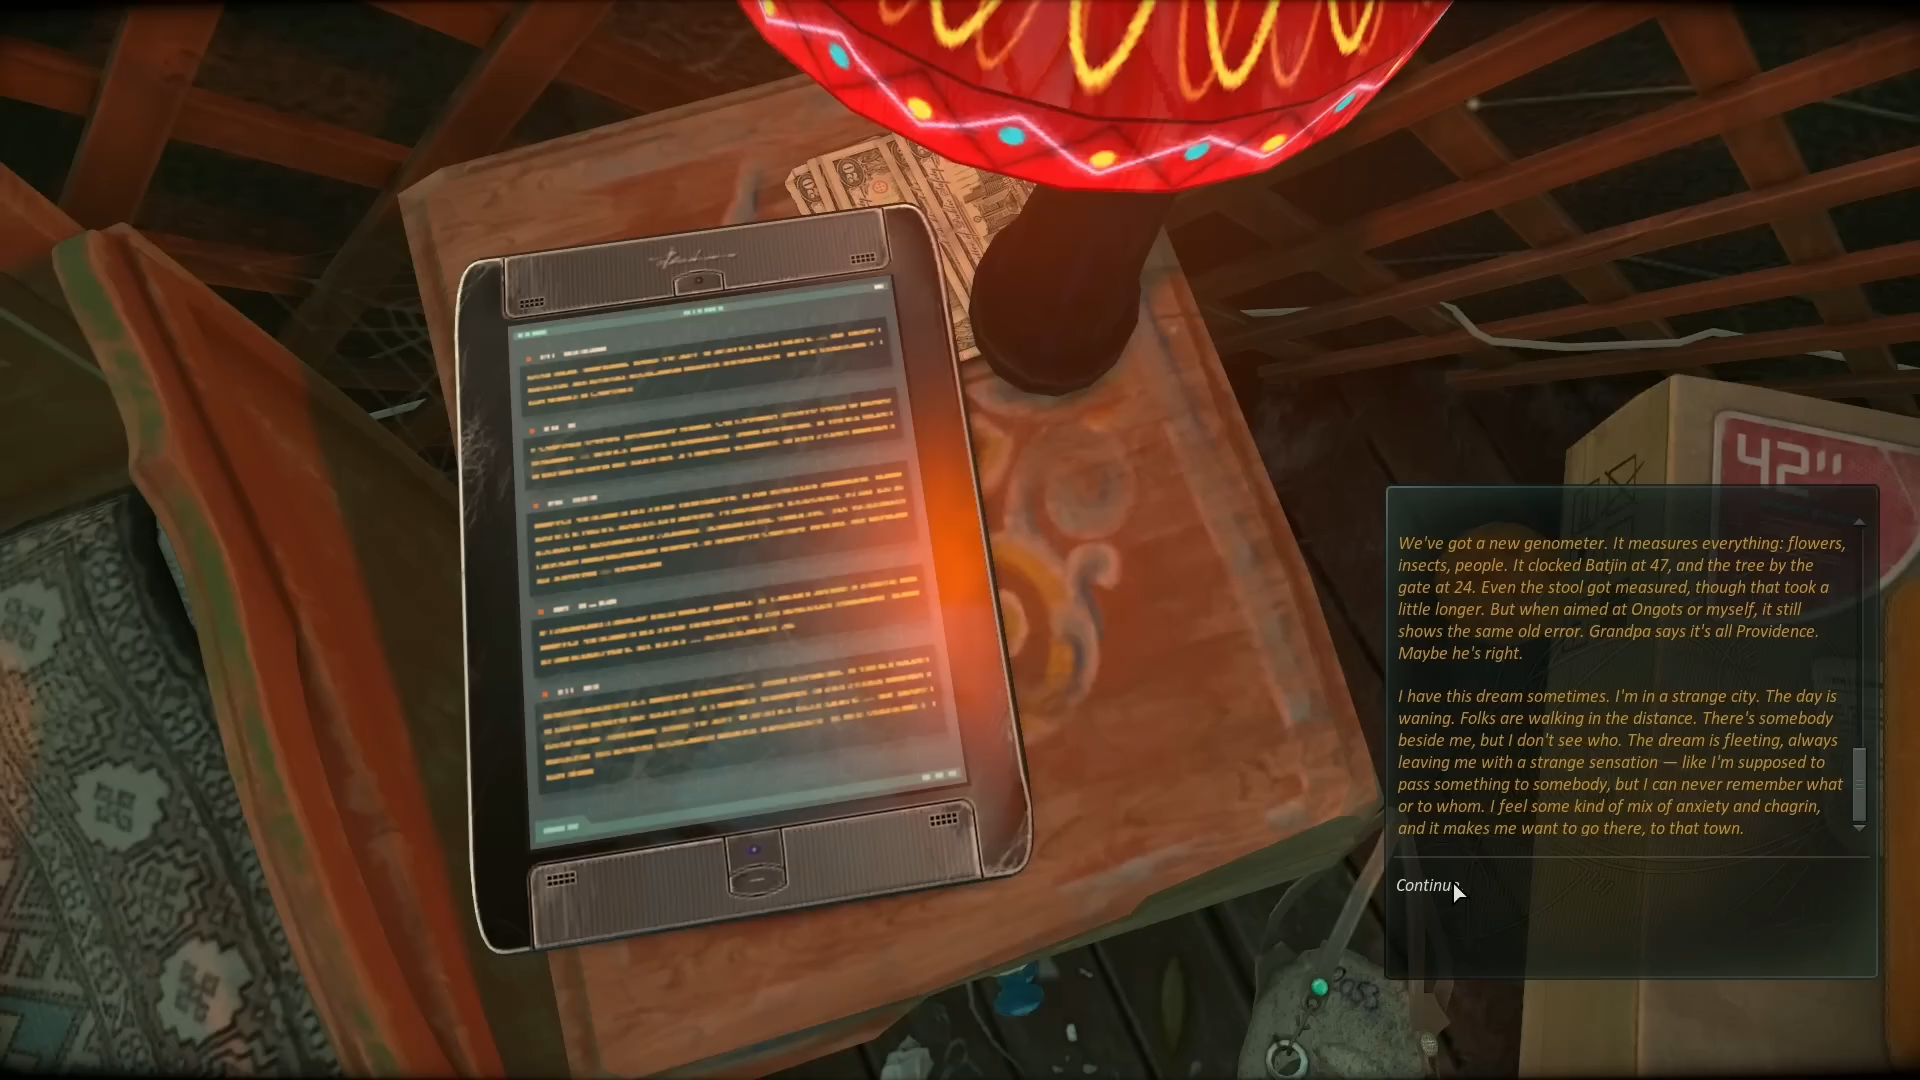 42"
We've got a new genometer. It measures everything: flowers,
insects, people. It clocked Batjin at 47, and the tree by the
gate at 24. Even the stool got measured, though that took a
little longer. But when aimed at Ongots or myself, it still
shows the same old error. Grandpa says it's all Providence.
Maybe he's right.
I have this dream sometimes. I'm in a strange city. The day is
waning. Folks are walking in the distance. There's somebody
beside me, but I don't see who. The dream is fleeting, always
leaving me with a strange sensation — like I'm supposed to
pass something to somebody, but I can never remember what
or to whom. I feel some kind of mix of anxiety and chagrin,
and it makes me want to go there, to that town.
Continue